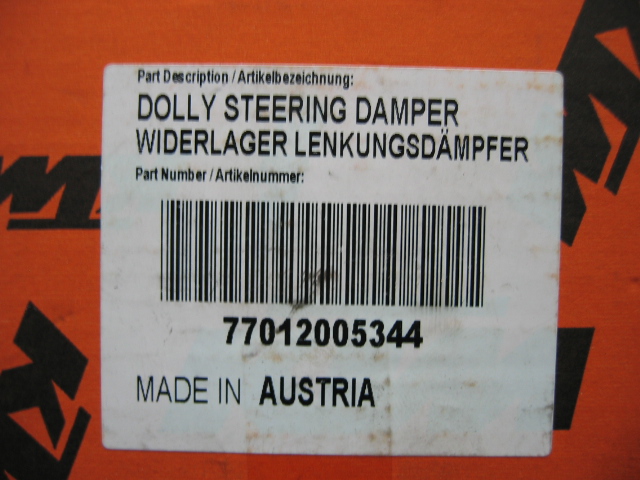 Part Description / Artikelbezeichnung:
DOLLY STEERING DAMPER
WIDERLAGER LENKUNGSDÄMPFER
Part Number / Artikelnummer:
77012005344
MADE IN AUSTRIA